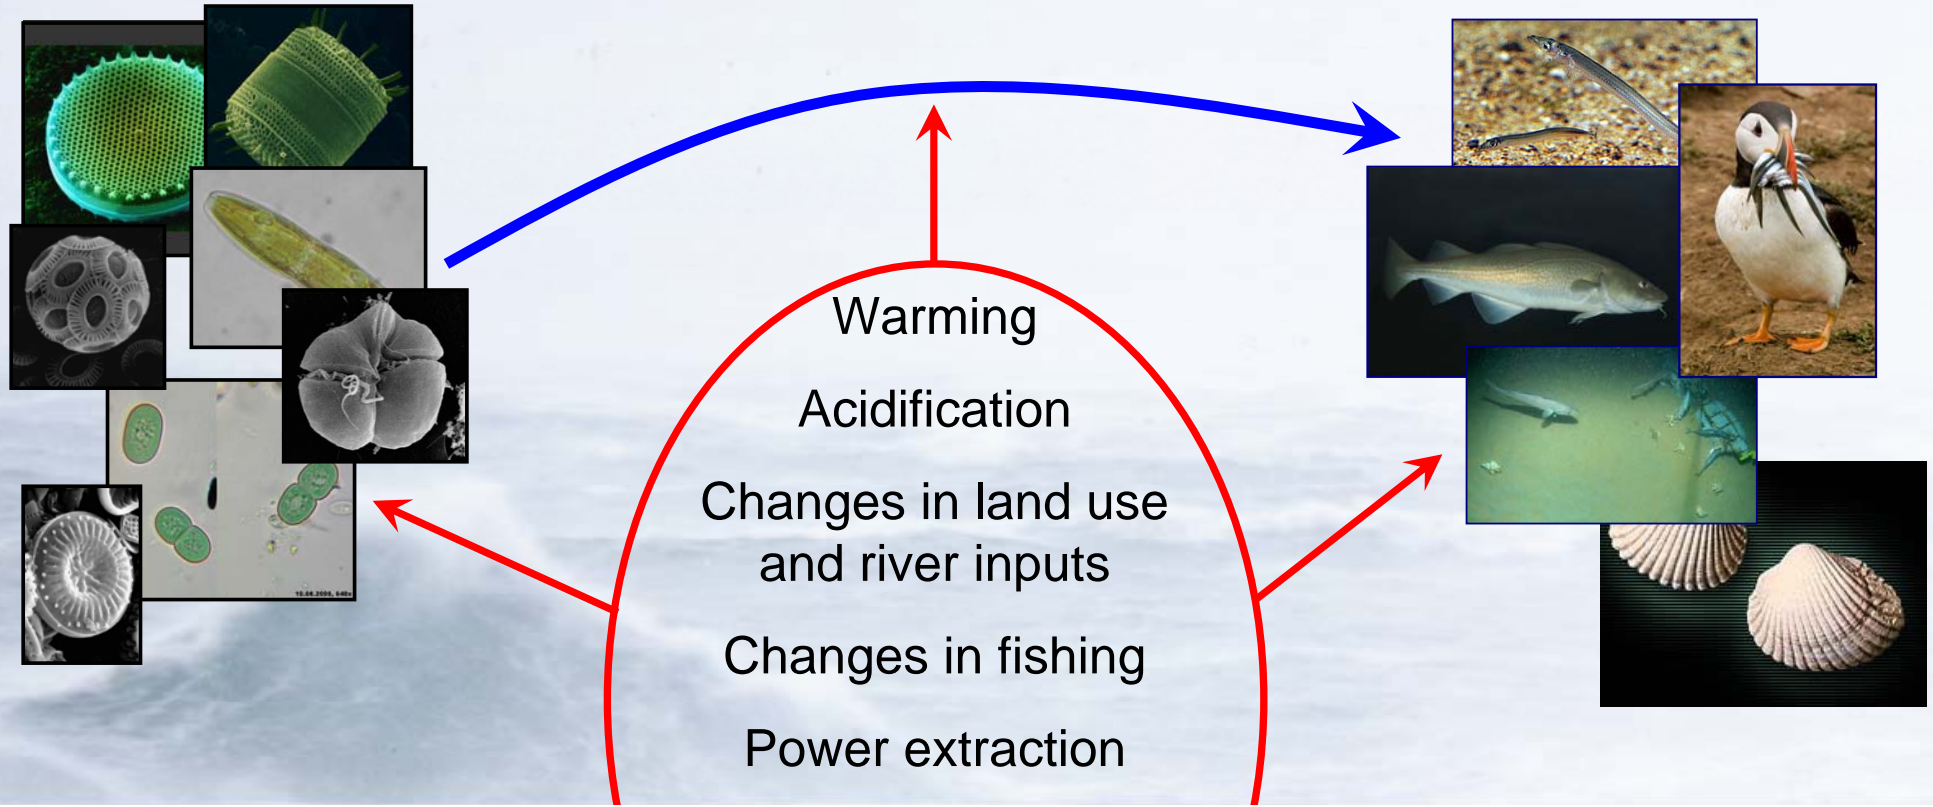 Warming
Acidification
Changes in land use
and river inputs
Changes in fishing
Power extraction